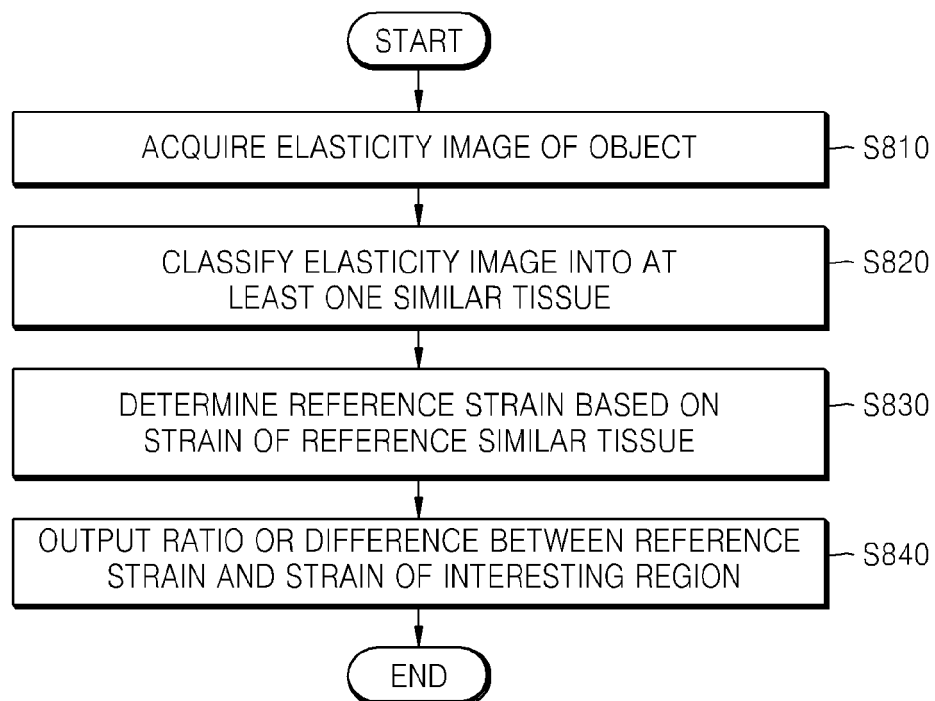 START
ACQUIRE ELASTICITY IMAGE OF OBJECT
S810
CLASSIFY ELASTICITY IMAGE INTO AT
LEAST ONE SIMILAR TISSUE
S820
DETERMINE REFERENCE STRAIN BASED ON
STRAIN OF REFERENCE SIMILAR TISSUE
S830
OUTPUT RATIO OR DIFFERENCE BETWEEN REFERENCE
STRAIN AND STRAIN OF INTERESTING REGION
S840
END